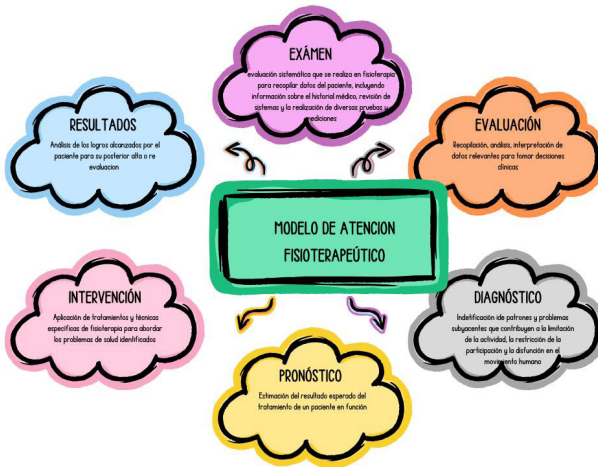 EXÁMEN
evaluación sistemática que se realiza en fisioterapia
para recopilar datos del paciente, incluyendo
información sobre el historial médico, revisión de
sistemas y la realización de diversas pruebas y
mediciones
RESULTADOS
Análisis de los logros alcanzados por el
paciente para su posterior alta o re
evaluacion
EVALUACIÓN
Recopilación, análisis, interpretación de
datos relevantes para tomar decisiones
clínicas
MODELO DE ATENCION
FISIOTERAPEÚTICO
INTERVENCIÓN
Aplicación de tratamientos y técnicas
específicas de fisioterapia para abordar
los problemas de salud identificados
DIAGNÓSTICO
Indetificación ide patrones y problemas
subyacentes que contribuyen a la limitación
de la actividad, la restricción de la
participación y la disfunción en el
movimiento humano
PRONÓSTICO
Estimación del resultado esperado del
tratamiento de un paciente en función